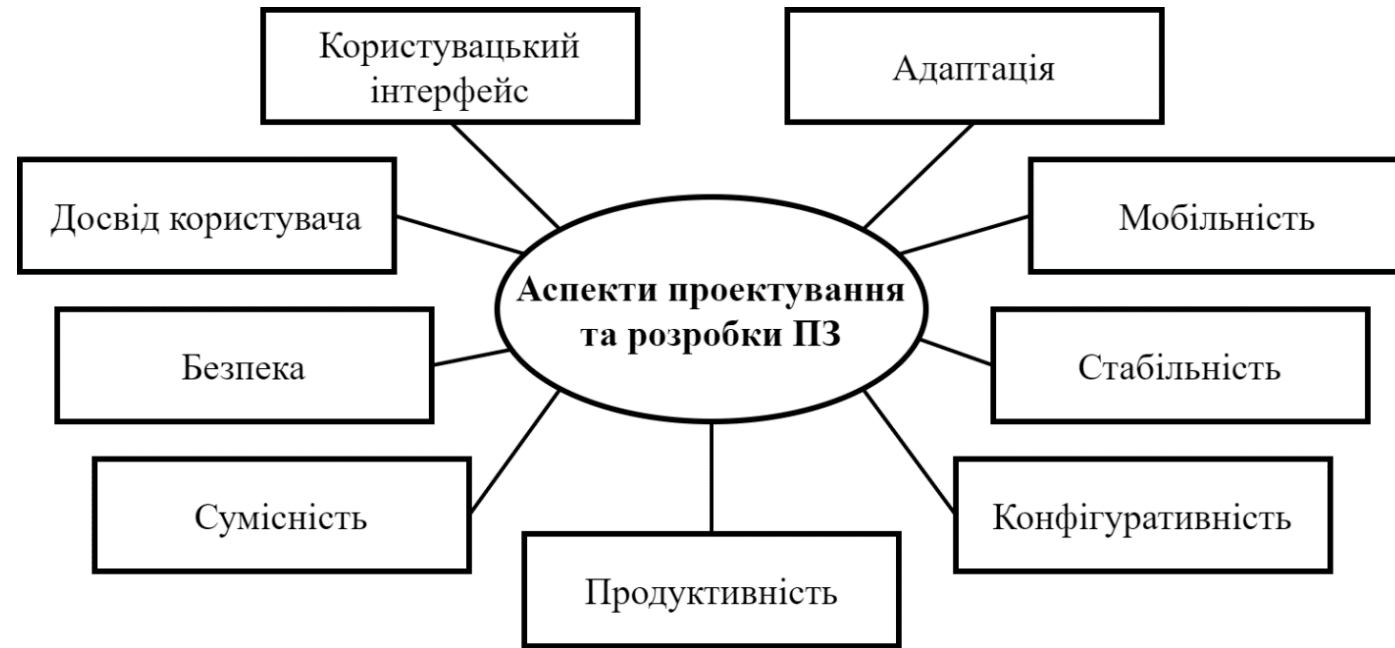 Користувацький
інтерфейс
Адаптація
Досвід користувача
Мобільність
Аспекти проектування
та розробки ПЗ
Безпека
Стабільність
Сумісність
Конфігуративність
Продуктивність